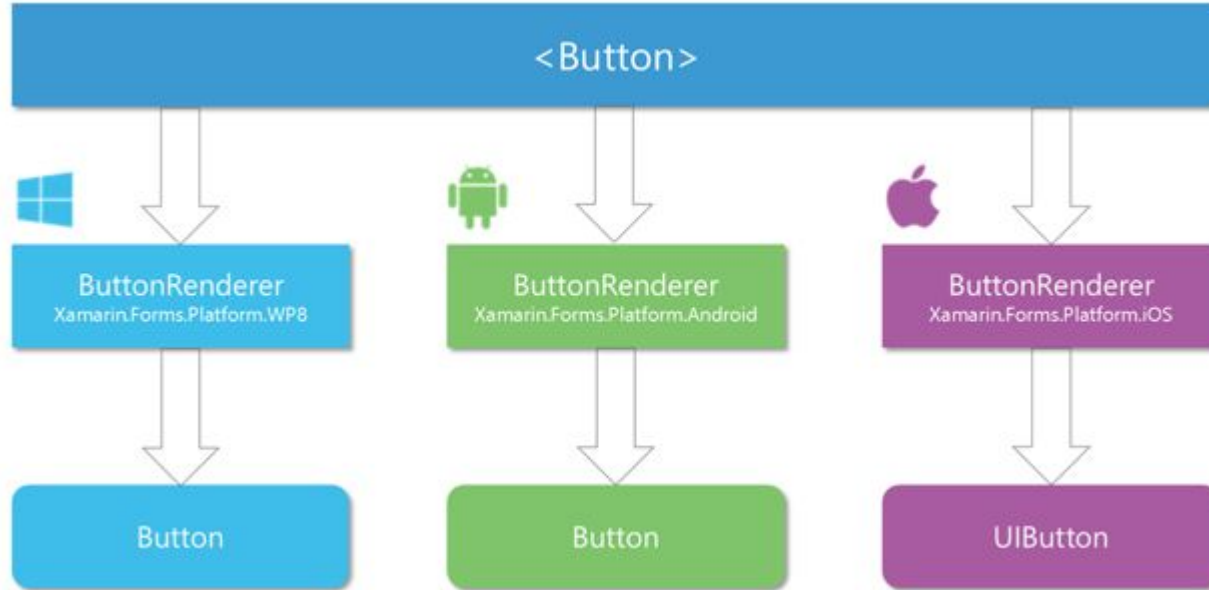 <Button>
ButtonRenderer
Xamarin.Forms.Platform.WP8
ButtonRenderer
Xamarin.Forms.Platform.Android
ButtonRenderer
Xamarin.Forms.Platform.iOS
Button
Button
UIButton